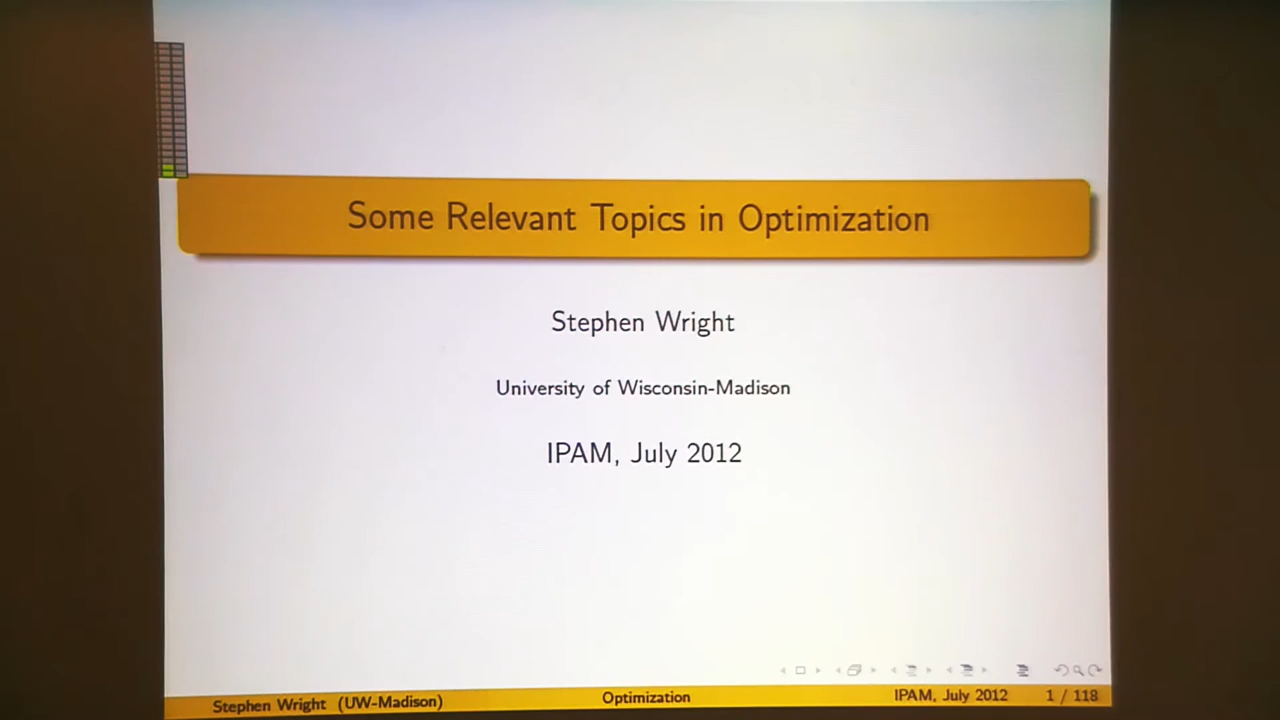 Some Relevant Topics in Optimization
Stephen Wright
University of Wisconsin-Madison
IPAM, July 2012
Stephen Wright (UW-Madison) Optimization IPAM, July 2012 1 / 118